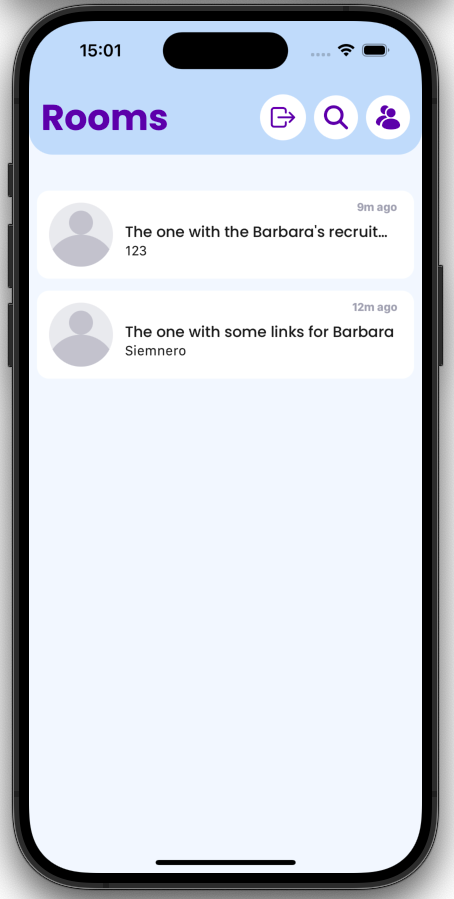 15:01
Rooms
9m ago
The one with the Barbara's recruit...
123
12m ago
The one with some links for Barbara
Siemnero